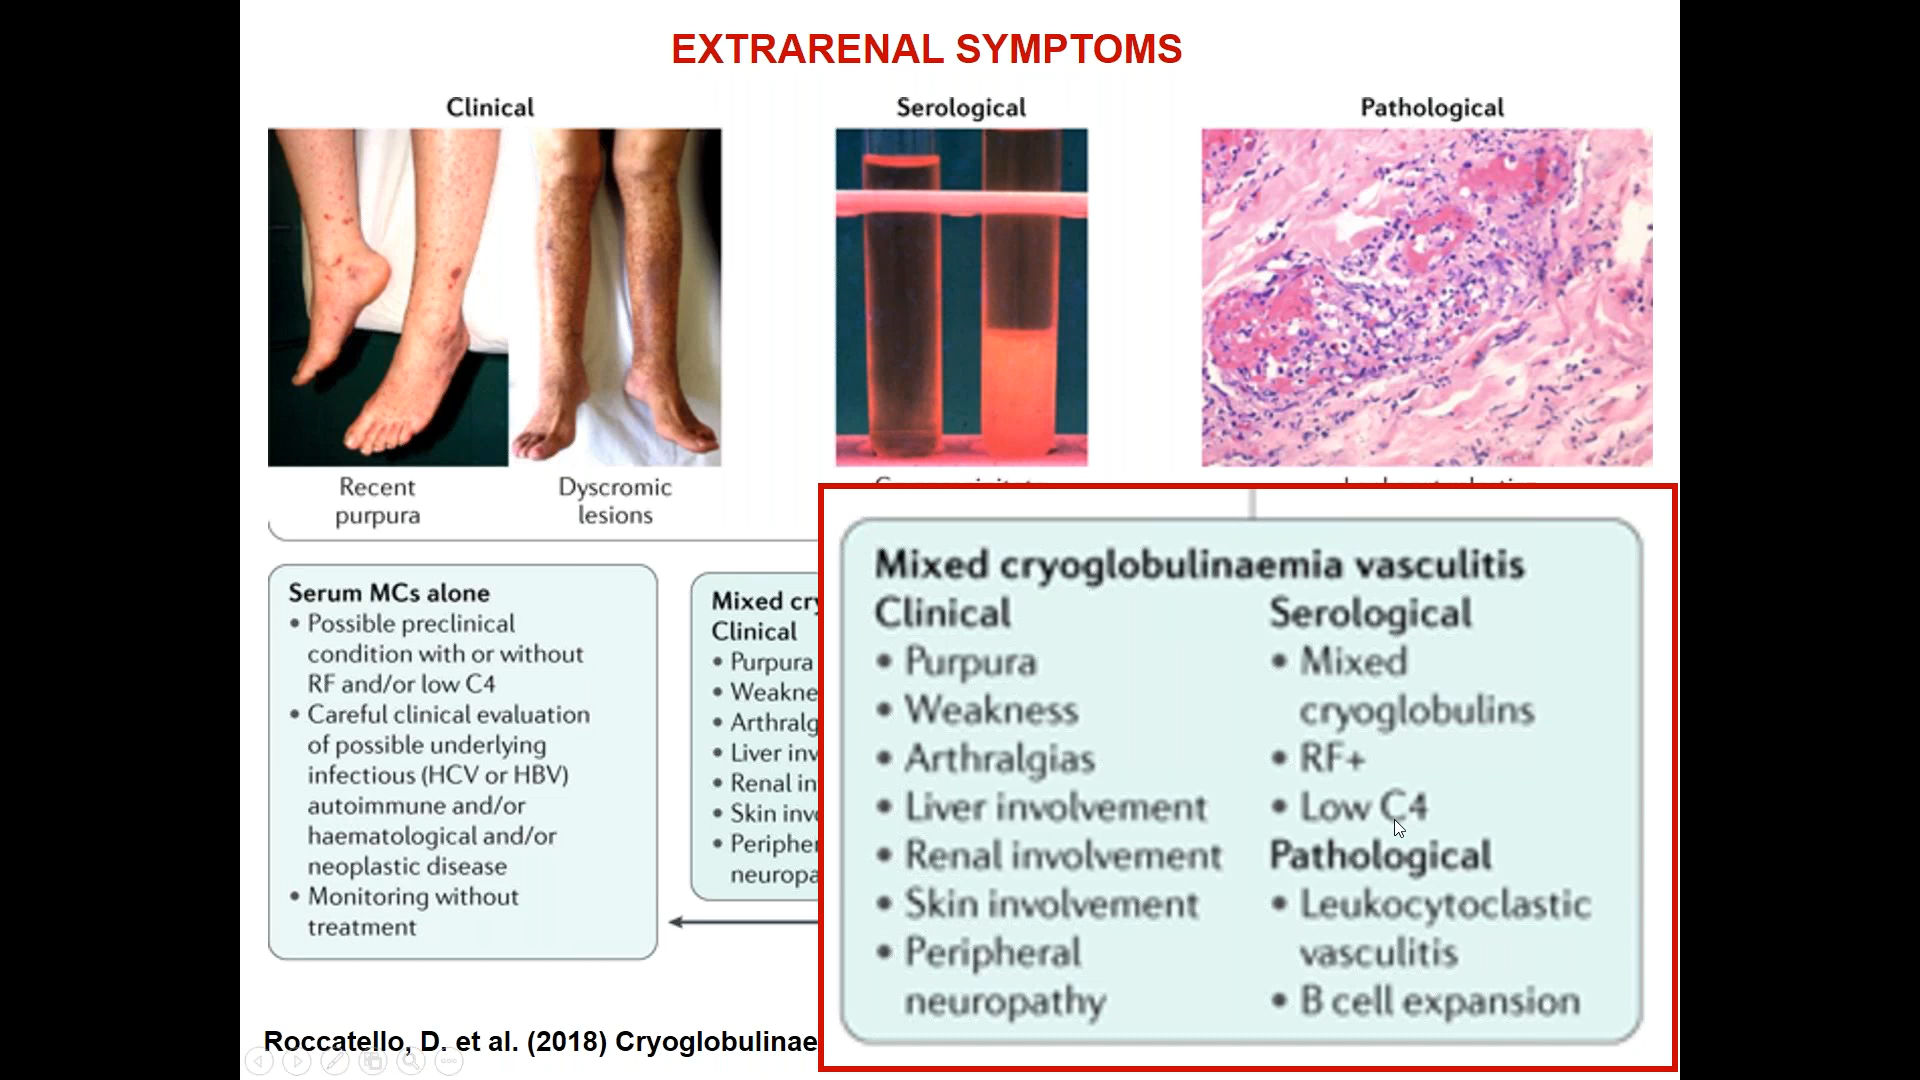 EXTRARENAL SYMPTOMS
Clinical
Serological
Pathological
Recent
purpura
Dyscromic
lesions
Serum MCs alone
• Possible preclinical
condition with or without
RF and/or low C4
• Careful clinical evaluation
of possible underlying
infectious (HCV or HBV)
autoimmune and/or
haematological and/or
neoplastic disease
• Monitoring without
treatment
Mixed cry
Clinical
• Purpura
• Weakne
• Arthralg
• Liver inv
• Renal in
• Skin invo
• Peripher
neuropa
Mixed cryoglobulinaemia vasculitis
Clinical
• Purpura
• Weakness
• Arthralgias
• Liver involvement
• Renal involvement
• Skin involvement
• Peripheral
neuropathy
Serological
• Mixed
cryoglobulins
• RF+
• Low C4
Pathological
• Leukocytoclastic
vasculitis
• B cell expansion
Roccatello, D. et al. (2018) Cryoglobulinae